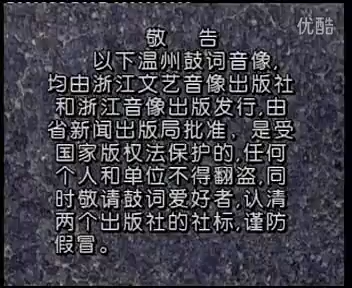 优酷
敬 告
以下温州鼓词音像,
均由浙江文艺音像出版社
和浙江音像出版发行,由
省新闻出版局批准、是受
国家版权法保护的,任何
个人和单位不得翻盗,同
时敬请鼓词爱好者,认清
两个出版社的社标,谨防
假冒。